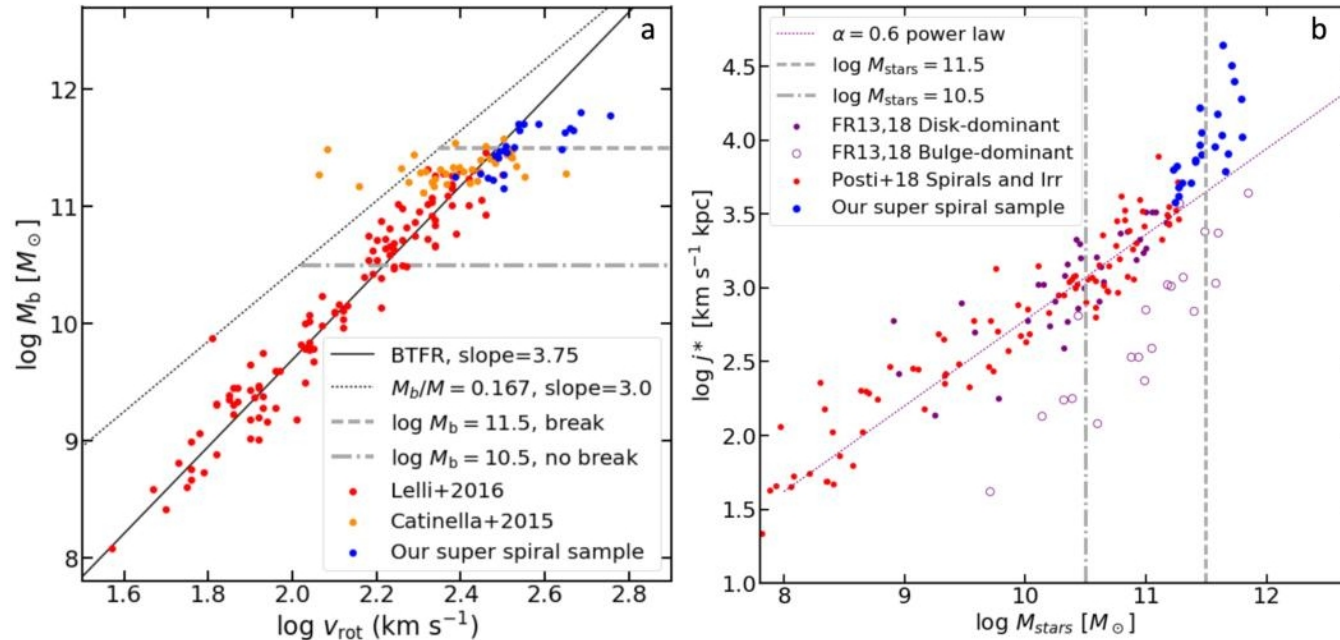 a
12
11
10
9
8
log M_b [M_⊙]
BTFR, slope=3.75
M_b/M = 0.167, slope=3.0
log M_b = 11.5, break
log M_b = 10.5, no break
Lelli+2016
Catinella+2015
Our super spiral sample
1.6 1.8 2.0 2.2 2.4 2.6 2.8
log v_rot (km s⁻¹)
b
α = 0.6 power law
log M_stars = 11.5
log M_stars = 10.5
FR13,18 Disk-dominant
FR13,18 Bulge-dominant
Posti+18 Spirals and Irr
Our super spiral sample
4.5
4.0
3.5
3.0
2.5
2.0
1.5
1.0
log j* [km s⁻¹ kpc]
8 9 10 11 12
log M_stars [M_⊙]